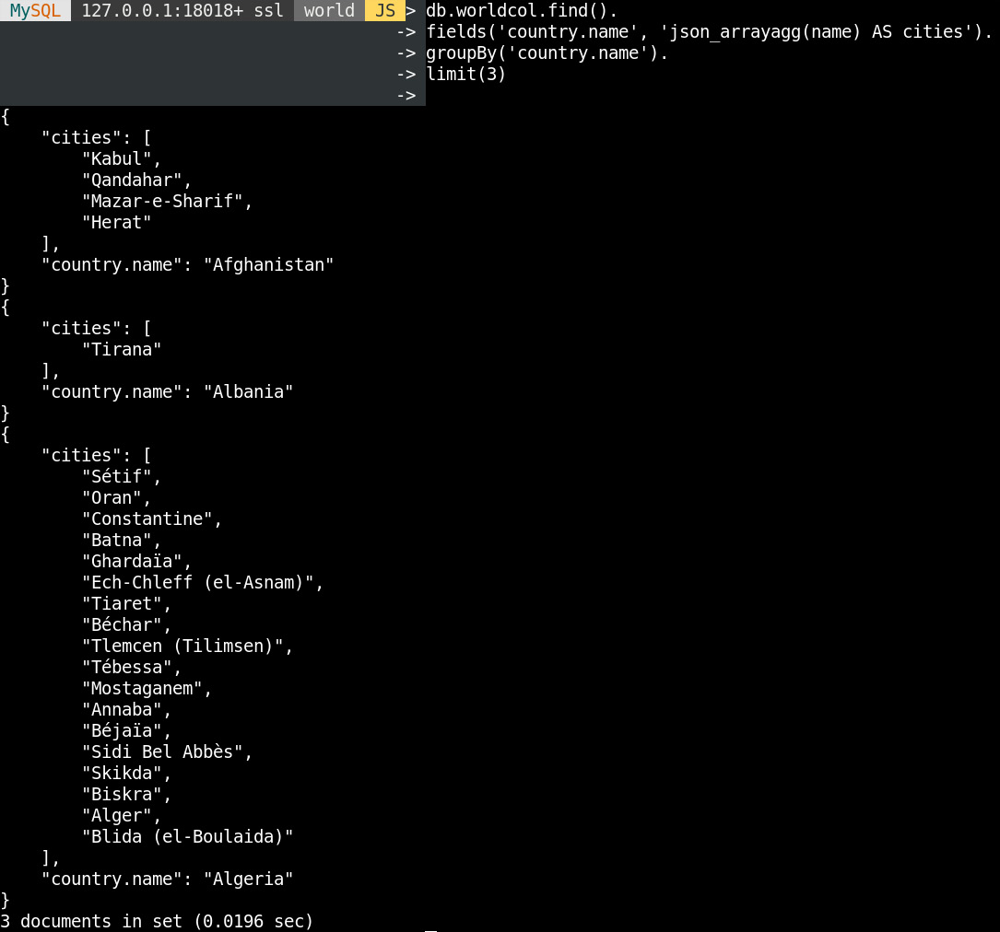 MySQL 127.0.0.1:18018+ ssl world JS > db.worldcol.find().
-> fields('country.name', 'json_arrayagg(name) AS cities').
-> groupBy('country.name').
-> limit(3)
->
{
    "cities": [
        "Kabul",
        "Qandahar",
        "Mazar-e-Sharif",
        "Herat"
    ],
    "country.name": "Afghanistan"
}
{
    "cities": [
        "Tirana"
    ],
    "country.name": "Albania"
}
{
    "cities": [
        "Sétif",
        "Oran",
        "Constantine",
        "Batna",
        "Ghardaïa",
        "Ech-Chleff (el-Asnam)",
        "Tiaret",
        "Béchar",
        "Tlemcen (Tilimsen)",
        "Tébessa",
        "Mostaganem",
        "Annaba",
        "Béjaïa",
        "Sidi Bel Abbès",
        "Skikda",
        "Biskra",
        "Alger",
        "Blida (el-Boulaida)"
    ],
    "country.name": "Algeria"
}
3 documents in set (0.0196 sec)